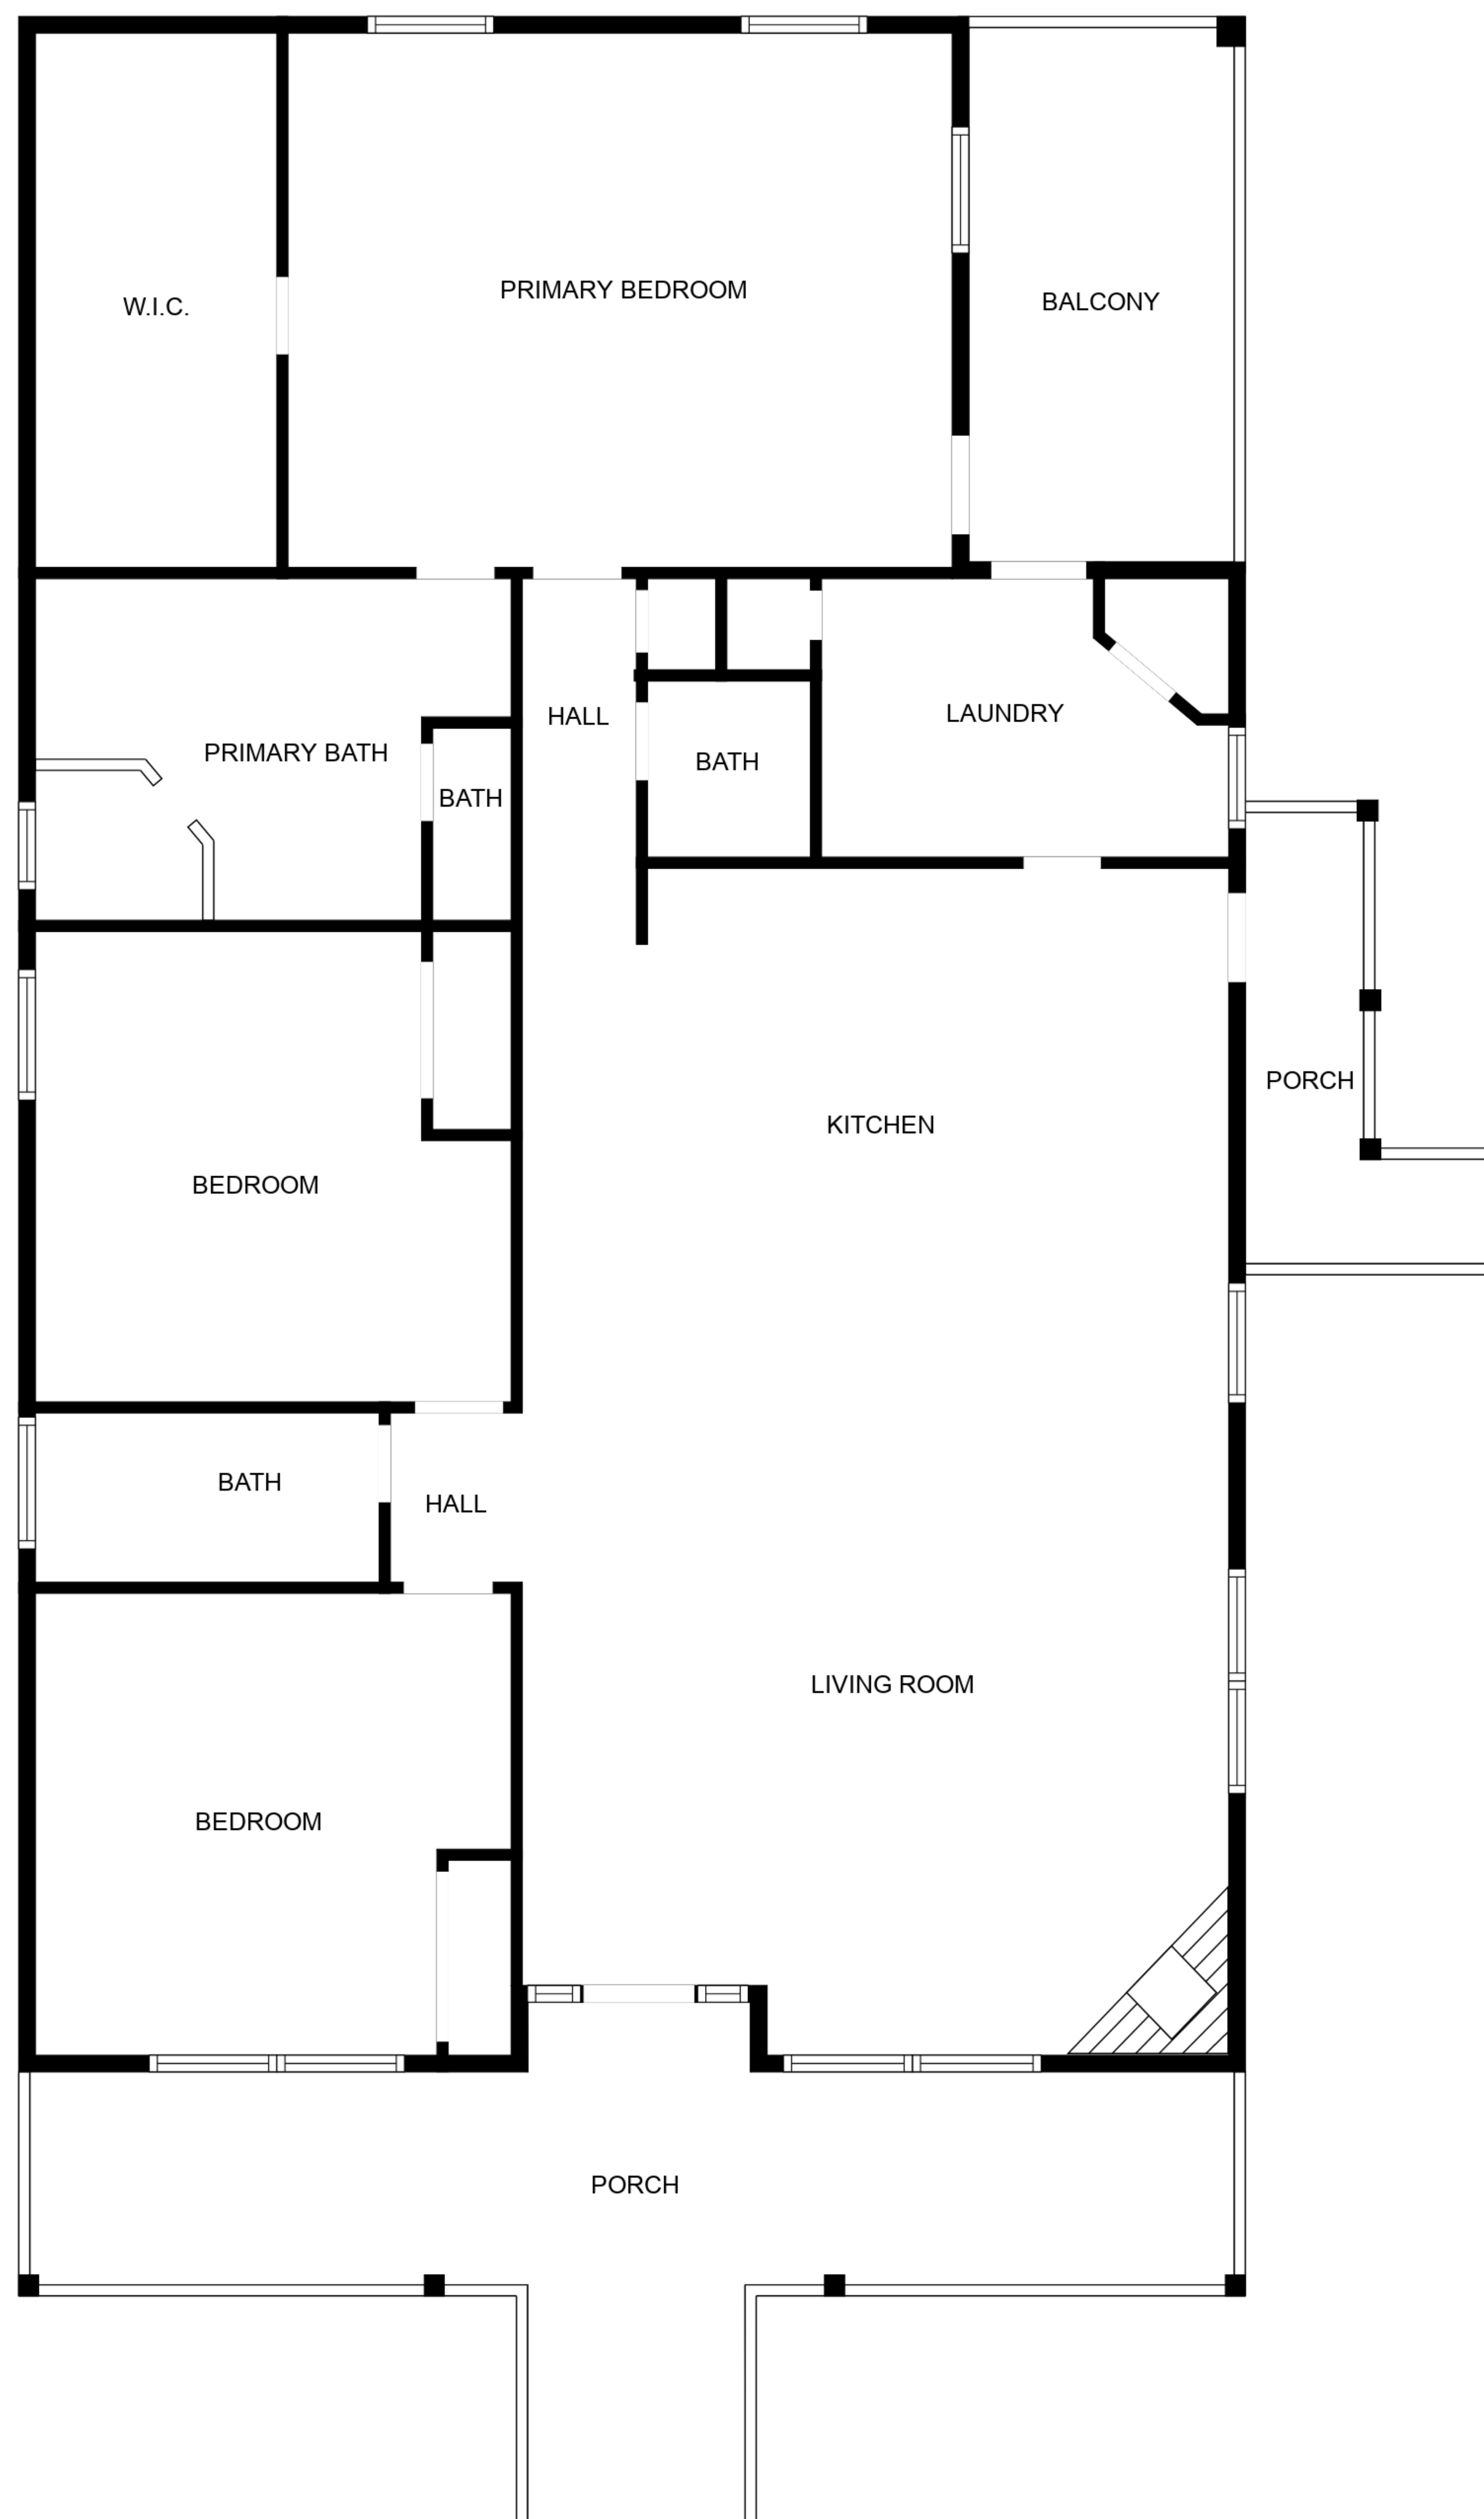 PRIMARY BEDROOM
BALCONY
W.I.C.
LAUNDRY
HALL
PRIMARY BATH
BATH
BATH
PORCH
KITCHEN
BEDROOM
BATH
HALL
LIVING ROOM
BEDROOM
PORCH